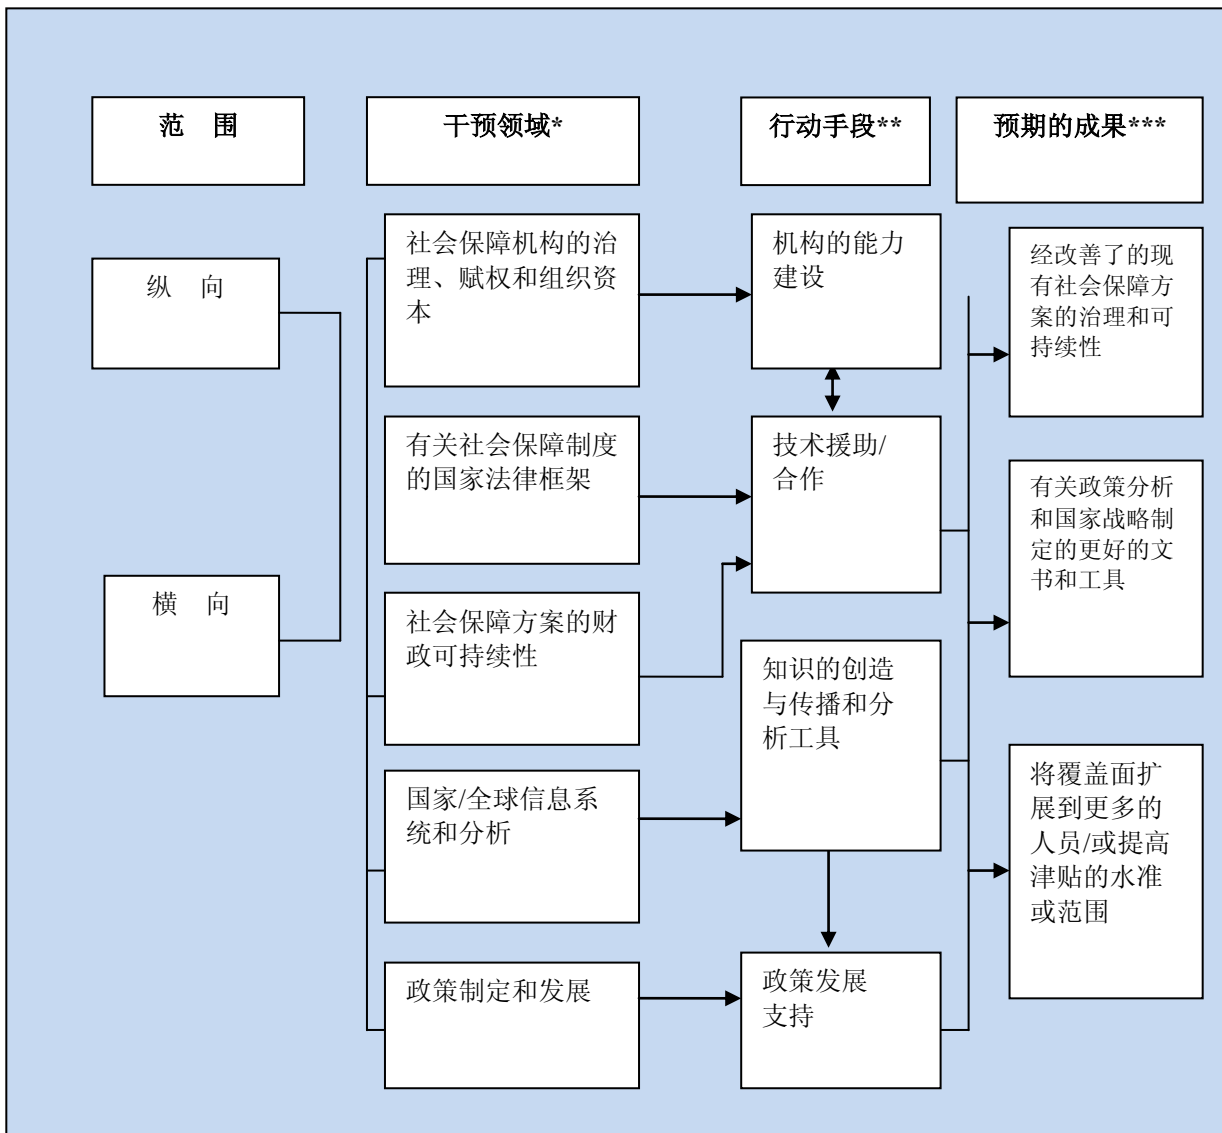 范 围
干预领域*
行动手段**
预期的成果***
纵 向
横 向
社会保障机构的治
理、赋权和组织资
本
有关社会保障制度
的国家法律框架
社会保障方案的财
政可持续性
国家/全球信息系
统和分析
政策制定和发展
机构的能力
建设
技术援助/
合作
知识的创造
与传播和分
析工具
政策发展
支持
经改善了的现
有社会保障方
案的治理和可
持续性
有关政策分析
和国家战略制
定的更好的文
书和工具
将覆盖面扩
展到更多的
人员/或提高
津贴的水准
或范围